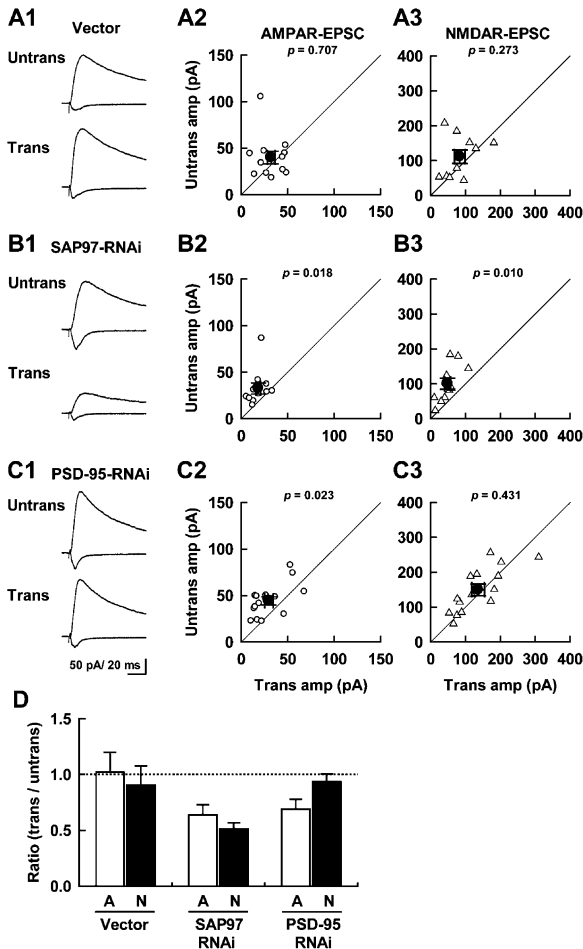 A1 Vector
Untrans
Trans
A2 AMPAR-EPSC
p = 0.707
Untrans amp (pA)
150
100
50
0
0 50 100 150
A3 NMDAR-EPSC
p = 0.273
400
300
200
100
0
0 100 200 300 400
B1 SAP97-RNAi
Untrans
Trans
B2
p = 0.018
Untrans amp (pA)
150
100
50
0
0 50 100 150
B3
p = 0.010
400
300
200
100
0
0 100 200 300 400
C1 PSD-95-RNAi
Untrans
Trans
50 pA/ 20 ms
C2
p = 0.023
Untrans amp (pA)
150
100
50
0
0 50 100 150
Trans amp (pA)
C3
p = 0.431
400
300
200
100
0
0 100 200 300 400
Trans amp (pA)
D
Ratio (trans / untrans)
1.5
1.0
0.5
0.0
A N A N A N
Vector SAP97 PSD-95
RNAi RNAi